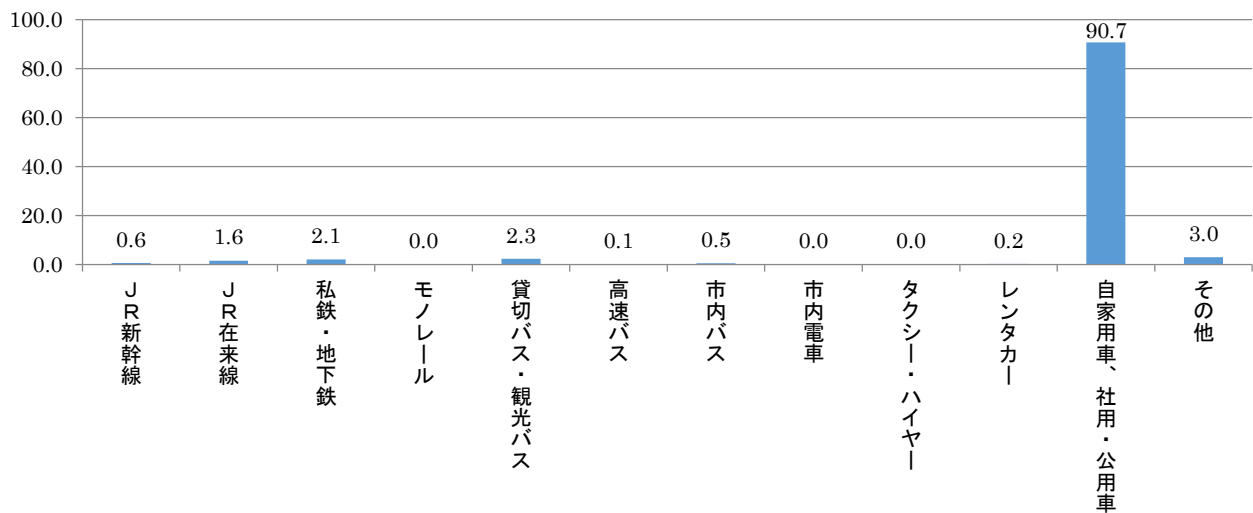 100.0
80.0
60.0
40.0
20.0
0.0
0.6
1.6
2.1
0.0
2.3
0.1
0.5
0.0
0.0
0.2
90.7
3.0
ＪＲ新幹線
ＪＲ在来線
私鉄・地下鉄
モノレール
貸切バス・観光バス
高速バス
市内バス
市内電車
タクシー・ハイヤー
レンタカー
自家用車、社用・公用車
その他